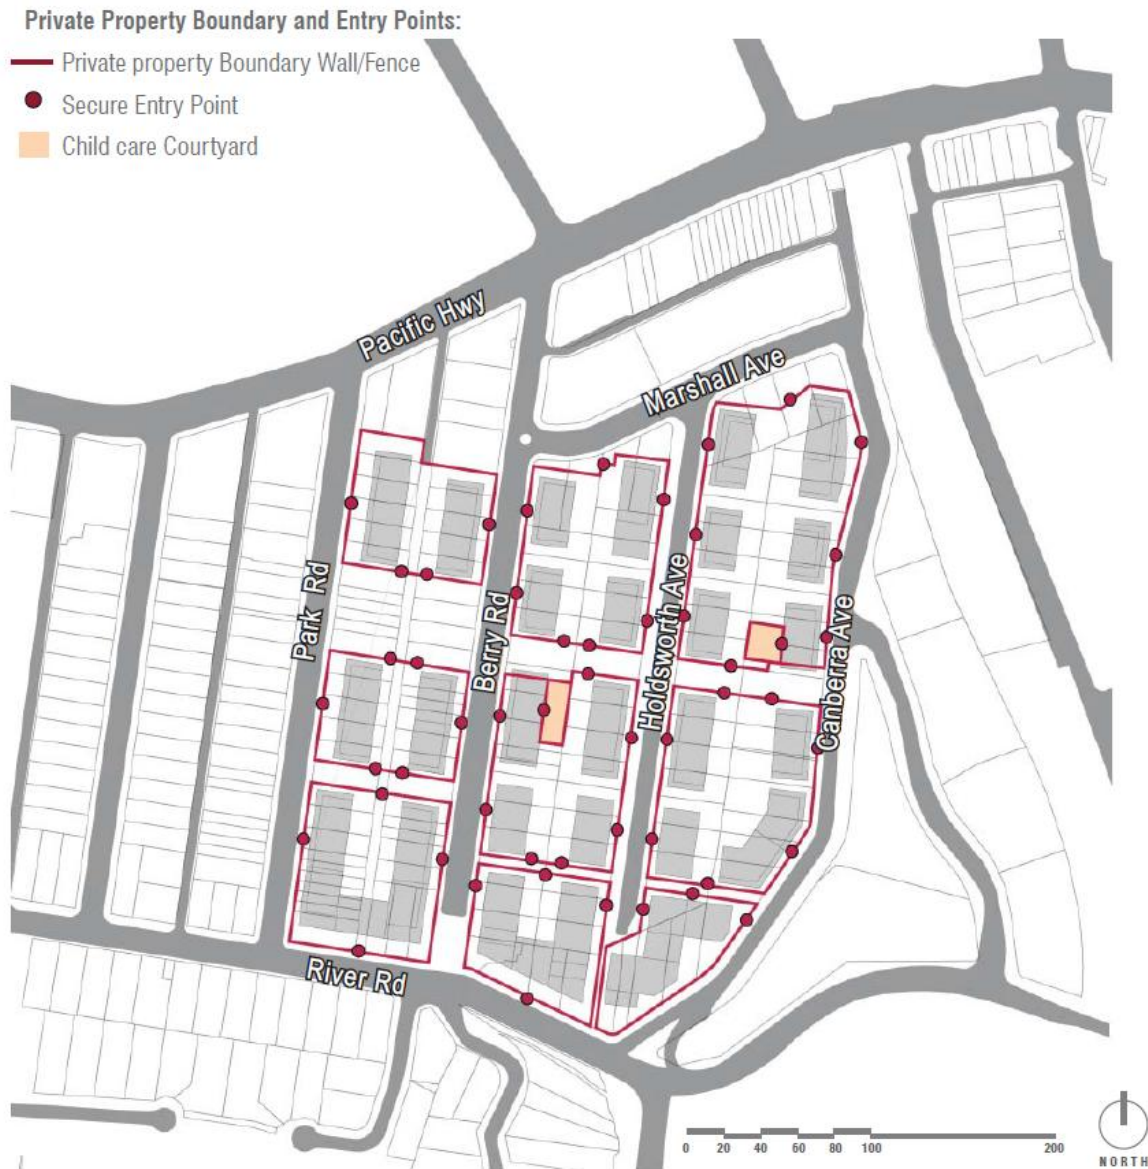 Private Property Boundary and Entry Points:
Private property Boundary Wall/Fence
Secure Entry Point
Child care Courtyard
Pacific Hwy
Marshall Ave
Park Rd
Berry Rd
Holdsworth Ave
Canberra Ave
River Rd
0 20 40 60 80 100 200
NORTH